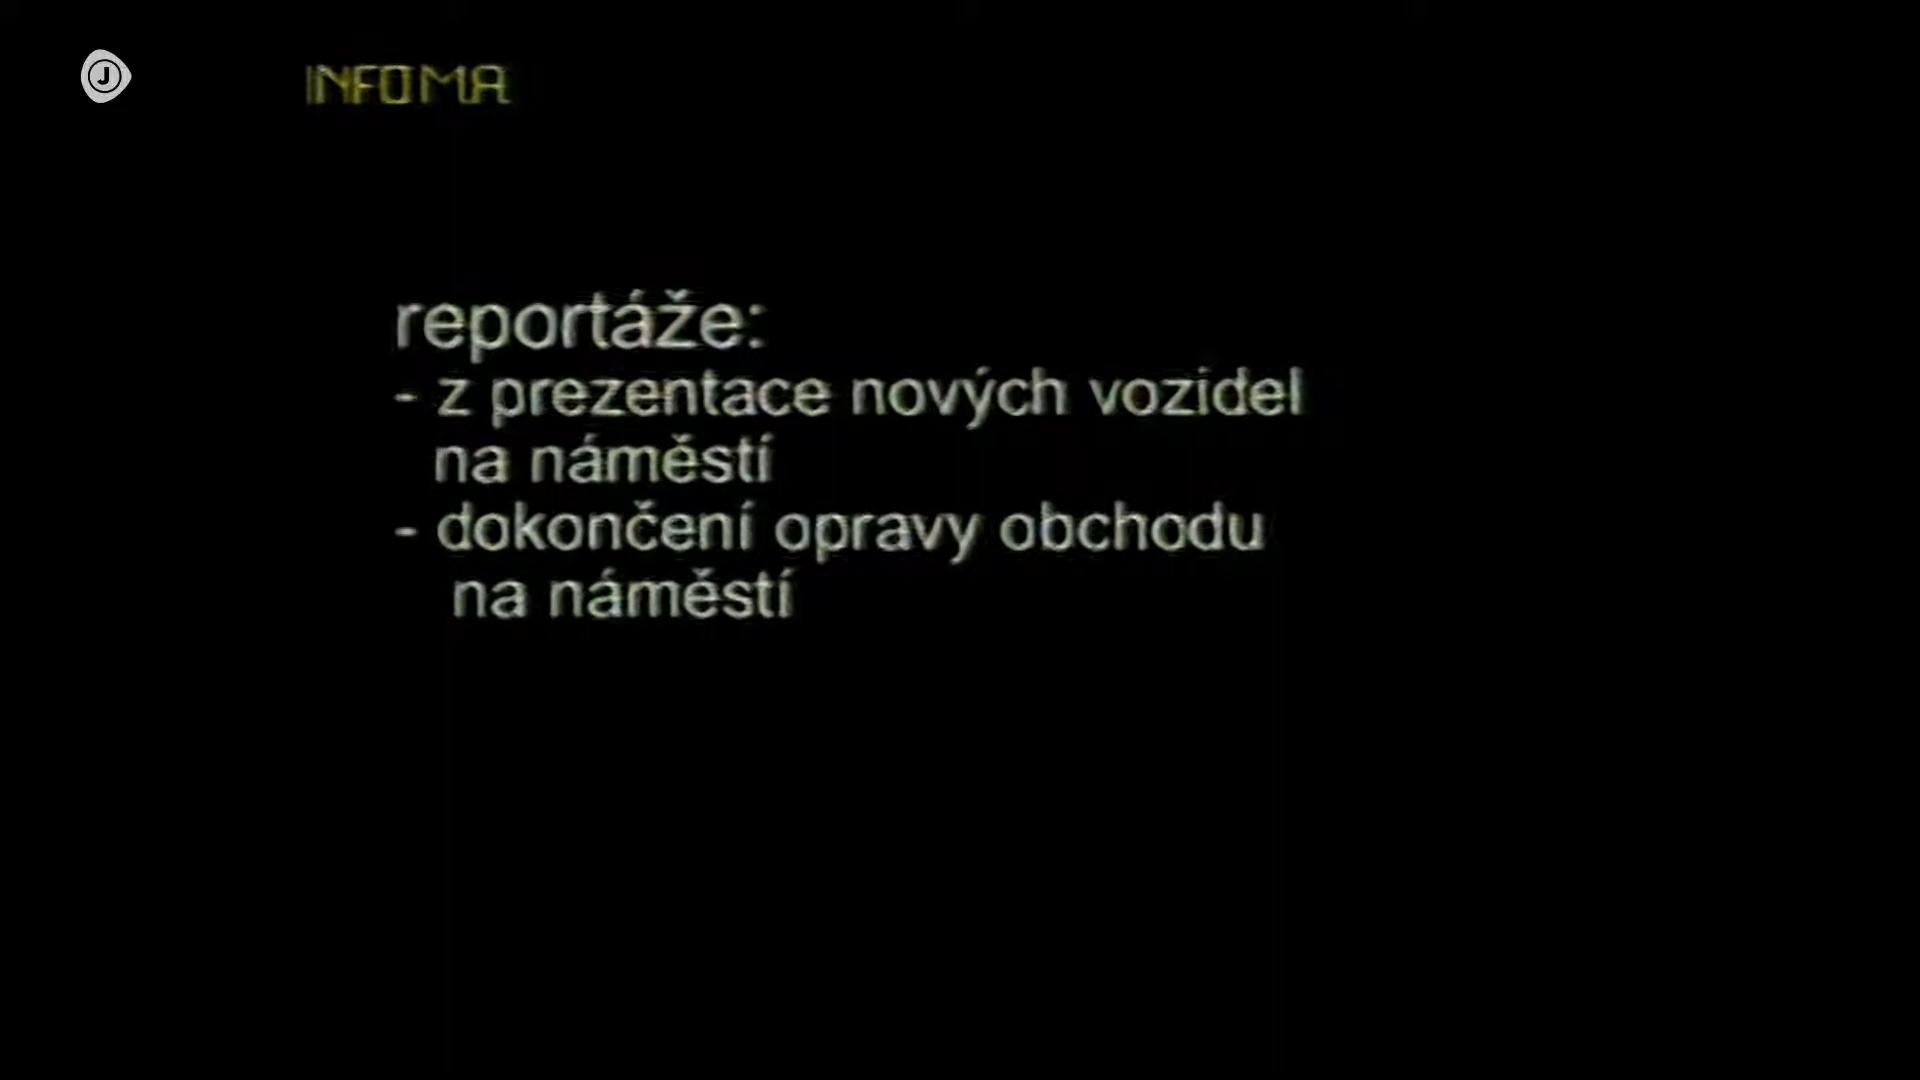 J
INFOMA
reportáže:
- z prezentace nových vozidel
na náměstí
- dokončení opravy obchodu
na náměstí